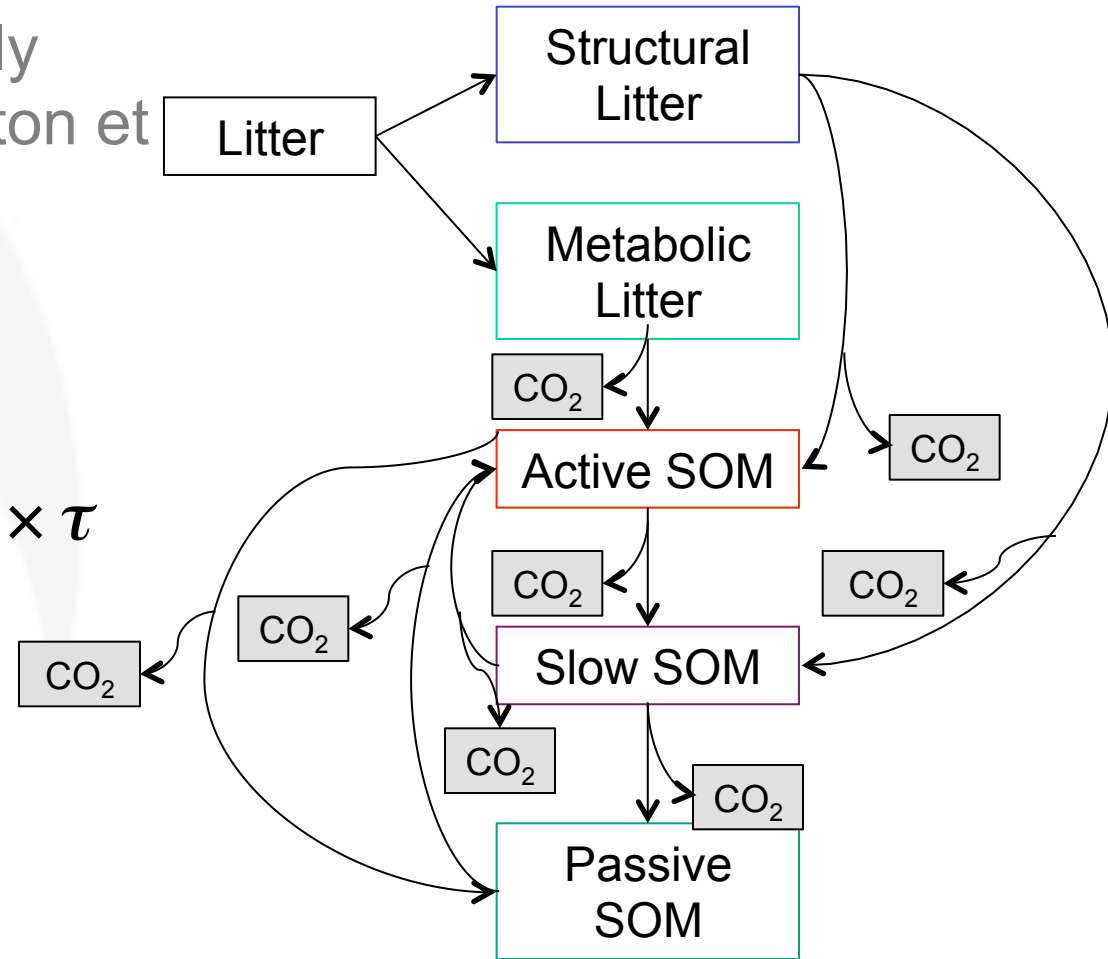 ly
ton et
Litter
Structural
Litter
Metabolic
Litter
CO₂
CO₂
Active SOM
× τ
CO₂
CO₂
CO₂
CO₂
Slow SOM
CO₂
CO₂
Passive
SOM